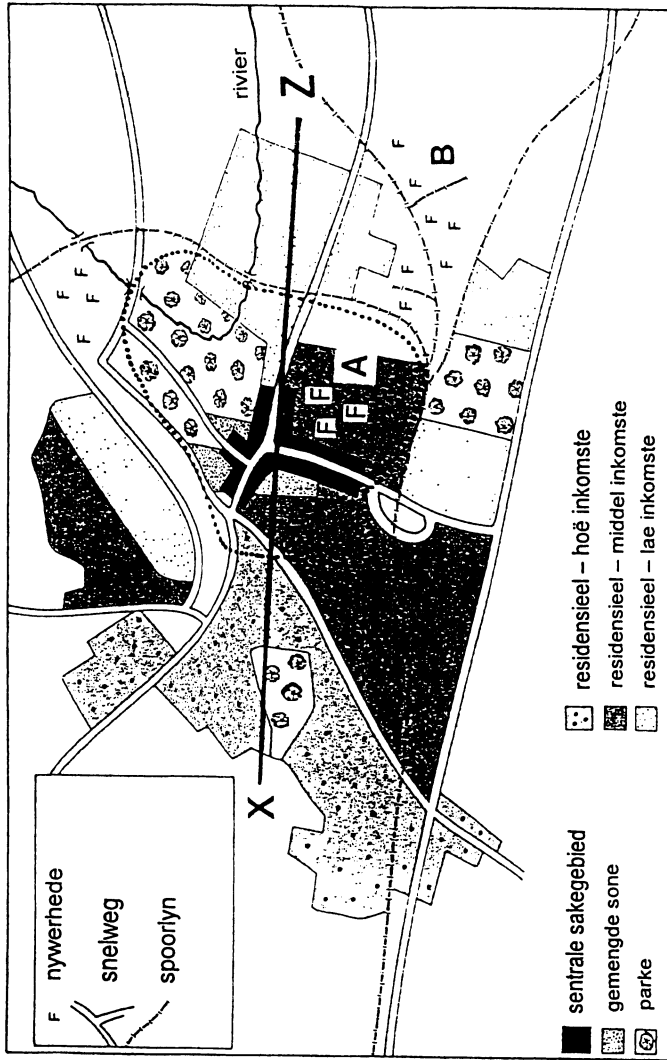 F nywerhede
snelweg
spoorlyn
rivier
X
Z
F
F
F
F
F
A
F
F
F
B
F
F
F
F
F
F
F
F
sentrale sakegebied
gemengde sone
parke
residensieel – hoë inkomste
residensieel – middel inkomste
residensieel – lae inkomste